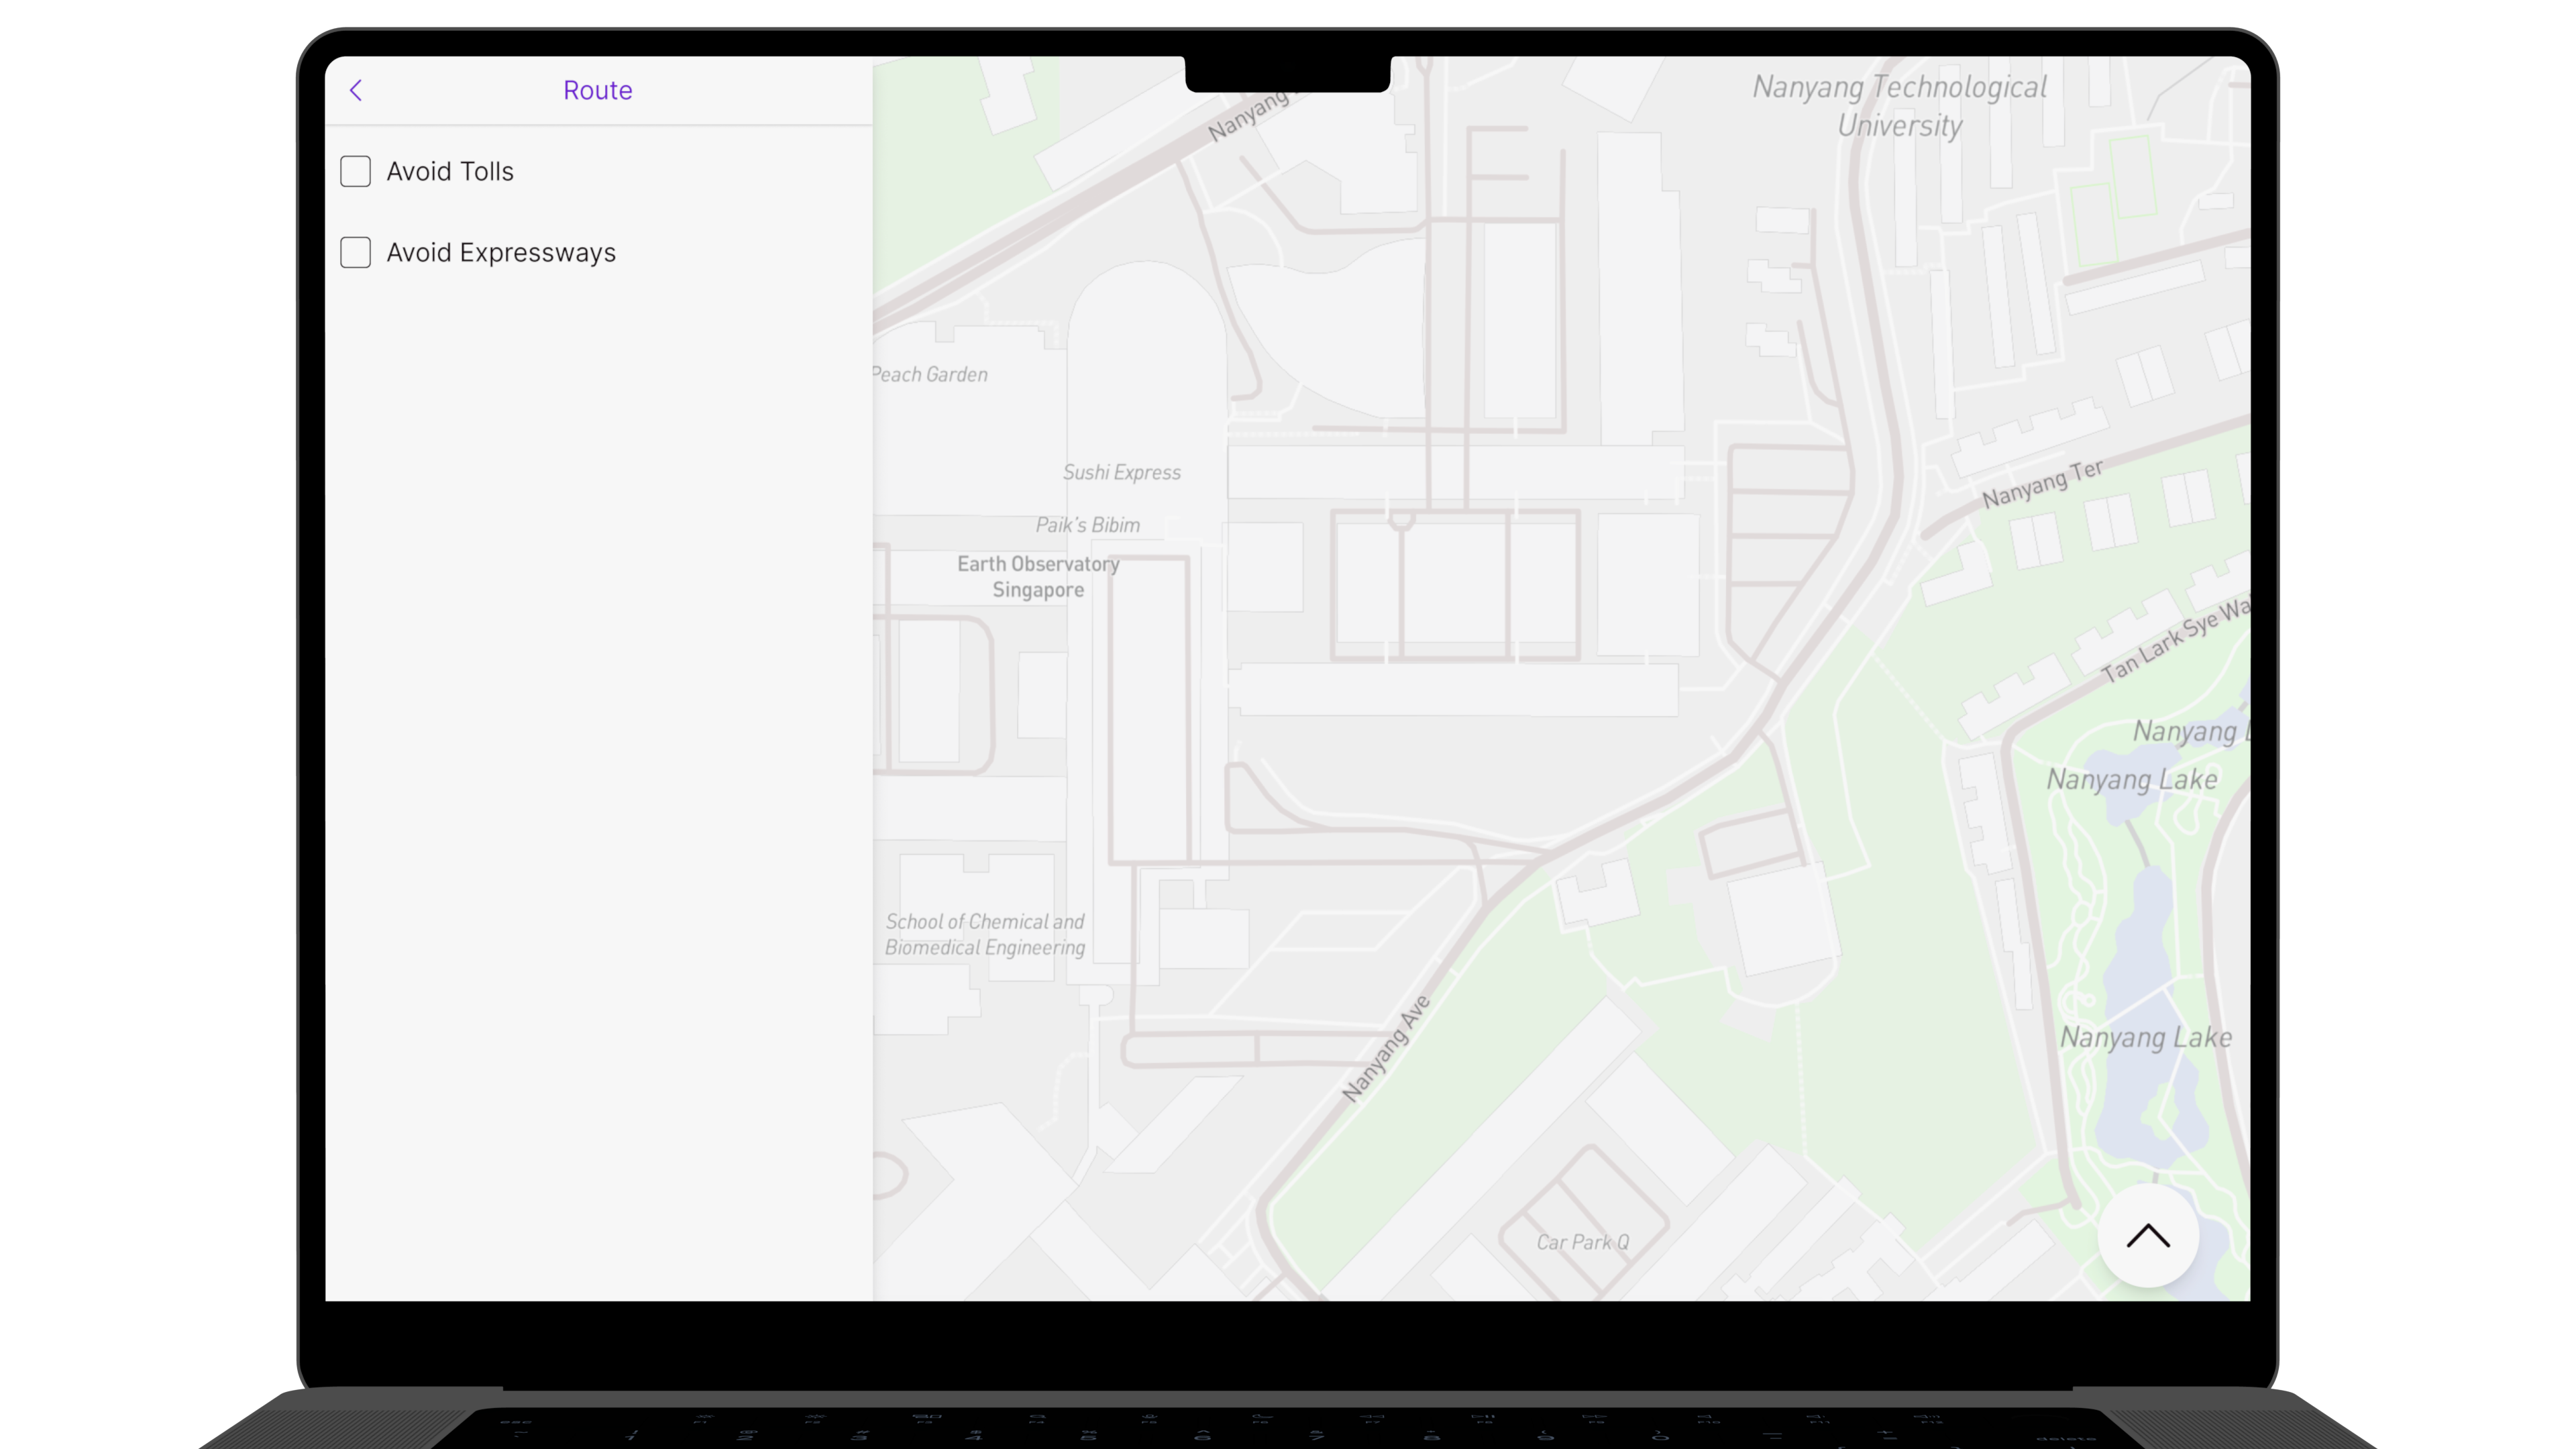 Route
Avoid Tolls
Avoid Expressways
Nanyang
Nanyang Technological
University
Peach Garden
Sushi Express
Paik's Bibim
Earth Observatory
Singapore
Nanyang Ter
Tan Lark Sye
Nanyang
Nanyang Lake
School of Chemical and
Biomedical Engineering
Nanyang Ave
Nanyang Lake
Car Park Q
delete